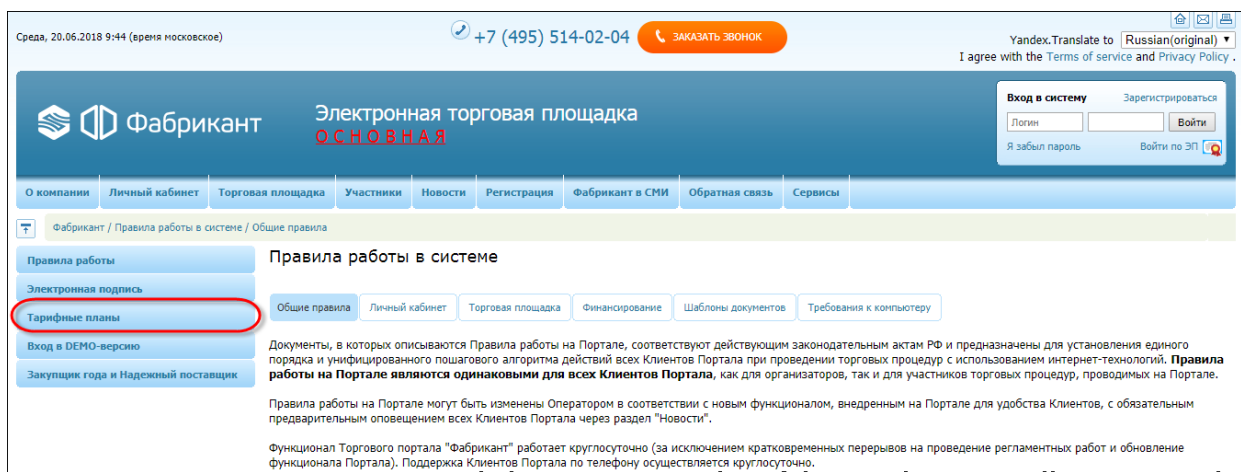 Среда, 20.06.2018 9:44 (время московское)
+7 (495) 514-02-04
ЗАКАЗАТЬ ЗВОНОК
Yandex.Translate to Russian(original)
I agree with the Terms of service and Privacy Policy .
Фабрикант
Электронная торговая площадка
ОСНОВНАЯ
Вход в систему Зарегистрироваться
Логин Войти
Я забыл пароль Войти по ЭП
О компании Личный кабинет Торговая площадка Участники Новости Регистрация Фабрикант в СМИ Обратная связь Сервисы
Фабрикант / Правила работы в системе / Общие правила
Правила работы
Электронная подпись
Тарифные планы
Вход в DEMO-версию
Закупщик года и Надежный поставщик
Правила работы в системе
Общие правила Личный кабинет Торговая площадка Финансирование Шаблоны документов Требования к компьютеру
Документы, в которых описываются Правила работы на Портале, соответствуют действующим законодательным актам РФ и предназначены для установления единого
порядка и унифицированного пошагового алгоритма действий всех Клиентов Портала при проведении торговых процедур с использованием интернет-технологий. Правила
работы на Портале являются одинаковыми для всех Клиентов Портала, как для организаторов, так и для участников торговых процедур, проводимых на Портале.
Правила работы на Портале могут быть изменены Оператором в соответствии с новым функционалом, внедренным на Портале для удобства Клиентов, с обязательным
предварительным оповещением всех Клиентов Портала через раздел "Новости".
Функционал Торгового портала "Фабрикант" работает круглосуточно (за исключением кратковременных перерывов на проведение регламентных работ и обновление
функционала Портала). Поддержка Клиентов Портала по телефону осуществляется круглосуточно.